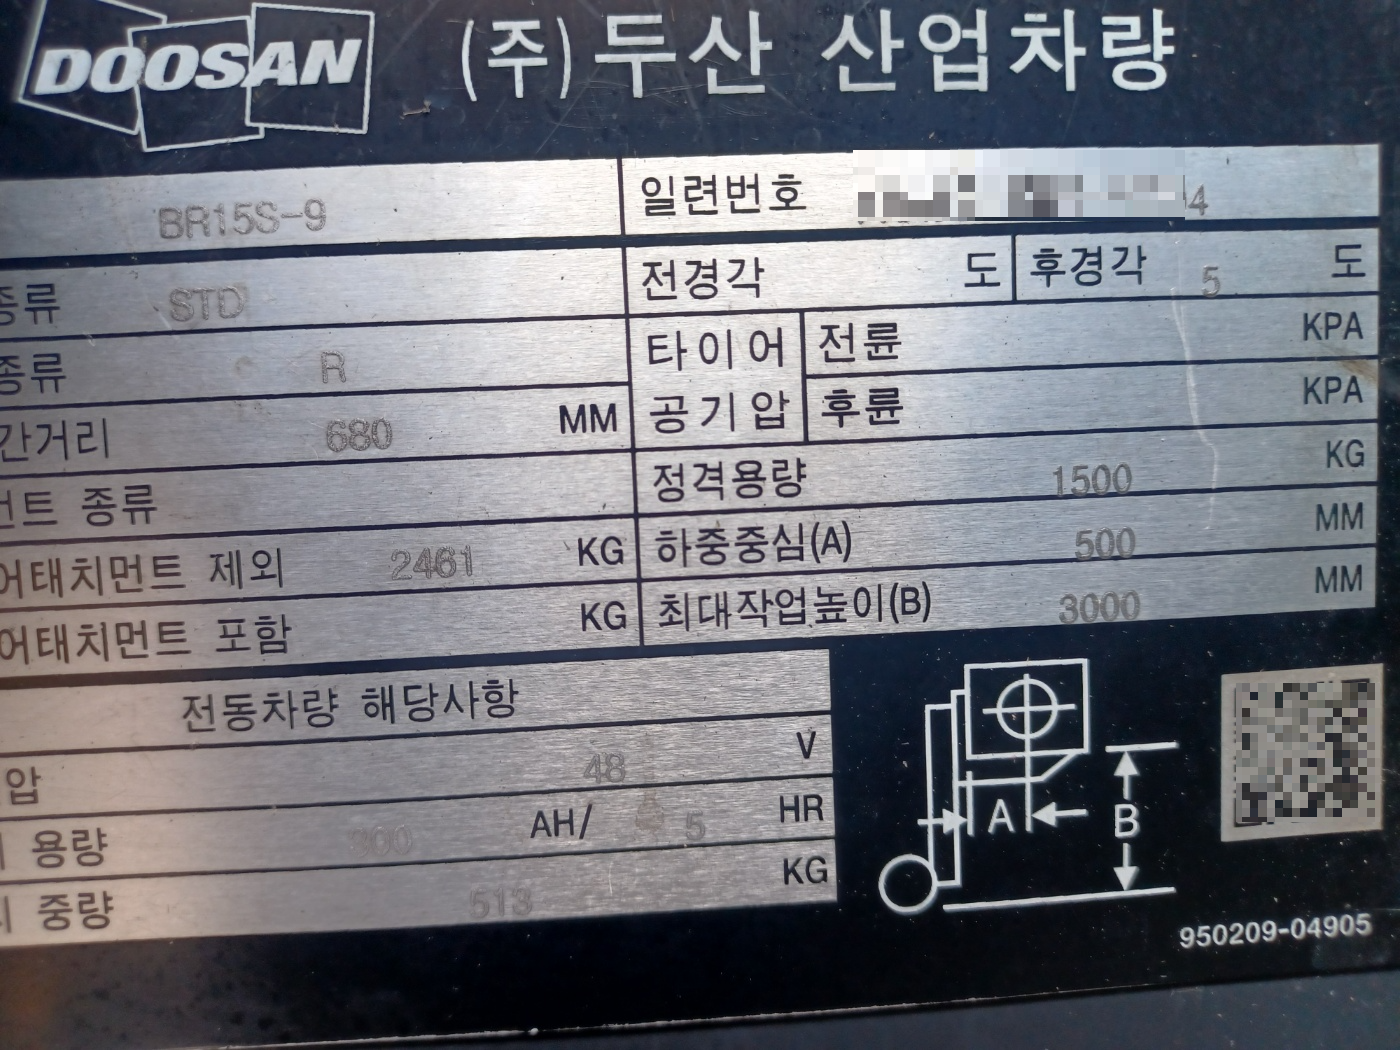 DOOSAN (주) 두산 산업차량
BR15S-9 일련번호 4
종류 STD 전경각 도 후경각 5 도
종류 R 타이어 전륜 KPA
간거리 680 MM 공기압 후륜 KPA
먼트 종류 정격용량 1500 KG
어태치먼트 제외 2461 KG 하중중심(A) 500 MM
어태치먼트 포함 KG 최대작업높이(B) 3000 MM
전동차량 해당사항
압 48 V
용량 300 AH/ 5 HR
중량 513 KG
A B
950209-04905